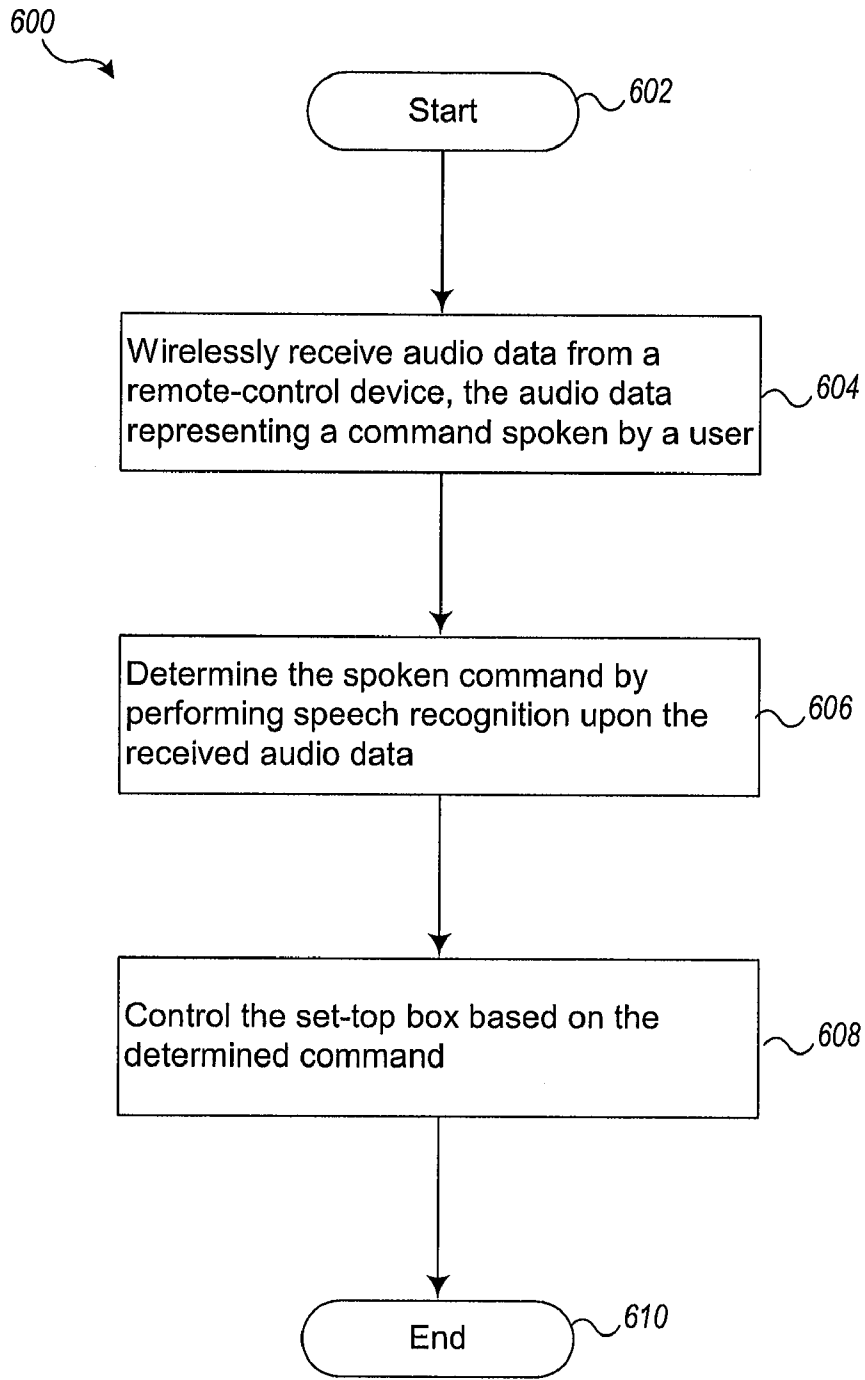 600
Start
602
Wirelessly receive audio data from a
remote-control device, the audio data
representing a command spoken by a user
604
Determine the spoken command by
performing speech recognition upon the
received audio data
606
Control the set-top box based on the
determined command
608
End
610